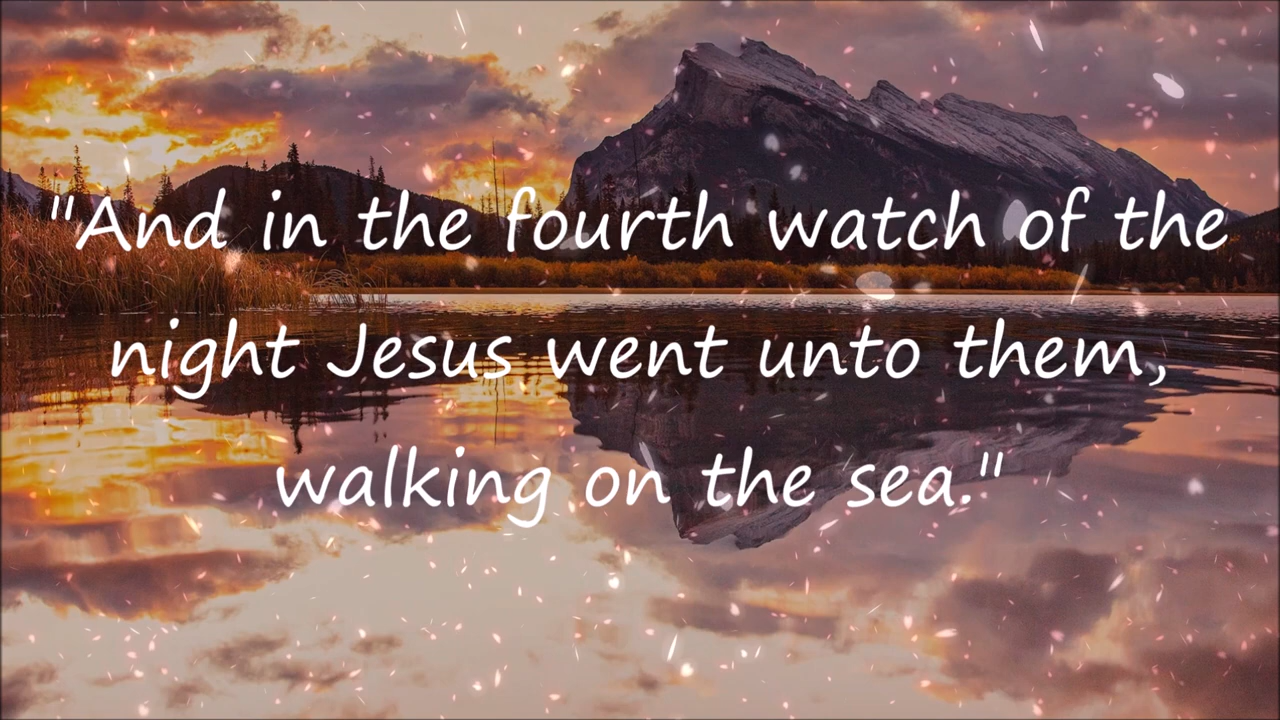 "And in the fourth watch of the
night Jesus went unto them,
walking on the sea."